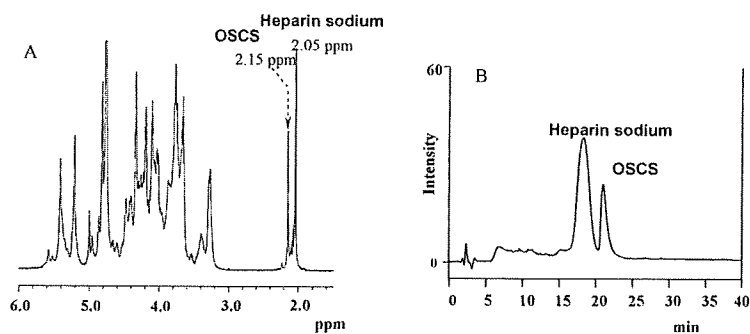 A
OSCS
Heparin sodium
2.15 ppm
2.05 ppm
6.0 5.0 4.0 3.0 2.0
ppm
B
60
Intensity
0
Heparin sodium
OSCS
0 5 10 15 20 25 30 35 40
min